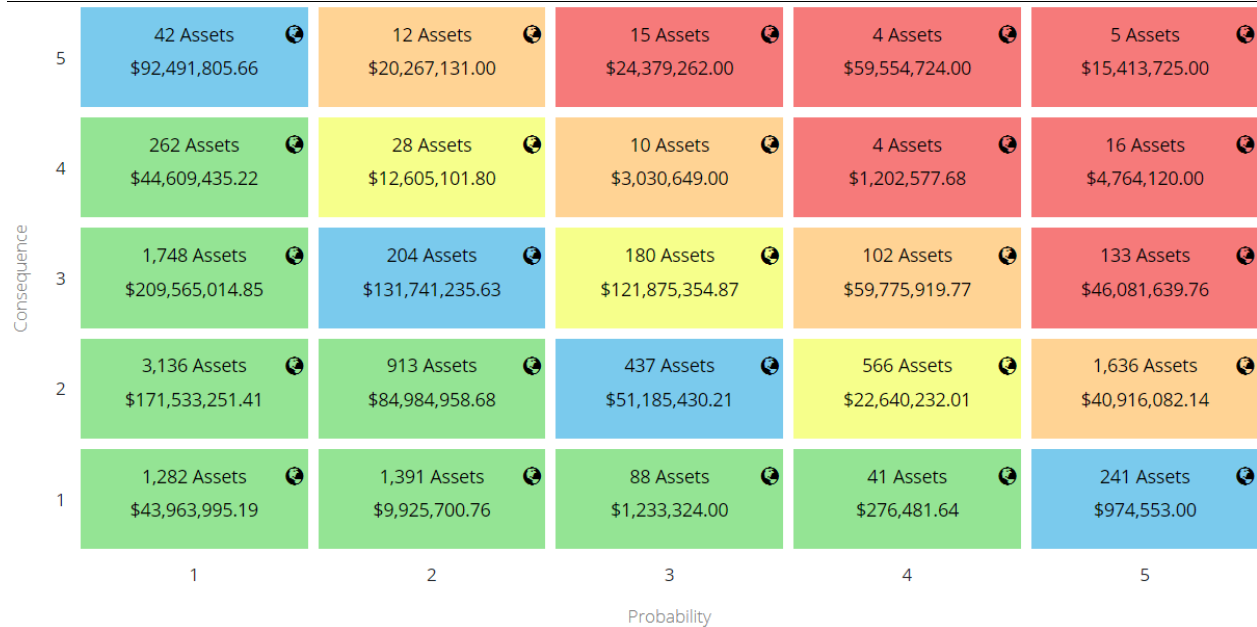 Consequence
5
42 Assets
$92,491,805.66
12 Assets
$20,267,131.00
15 Assets
$24,379,262.00
4 Assets
$59,554,724.00
5 Assets
$15,413,725.00
4
262 Assets
$44,609,435.22
28 Assets
$12,605,101.80
10 Assets
$3,030,649.00
4 Assets
$1,202,577.68
16 Assets
$4,764,120.00
3
1,748 Assets
$209,565,014.85
204 Assets
$131,741,235.63
180 Assets
$121,875,354.87
102 Assets
$59,775,919.77
133 Assets
$46,081,639.76
2
3,136 Assets
$171,533,251.41
913 Assets
$84,984,958.68
437 Assets
$51,185,430.21
566 Assets
$22,640,232.01
1,636 Assets
$40,916,082.14
1
1,282 Assets
$43,963,995.19
1,391 Assets
$9,925,700.76
88 Assets
$1,233,324.00
41 Assets
$276,481.64
241 Assets
$974,553.00
1
2
3
4
5
Probability